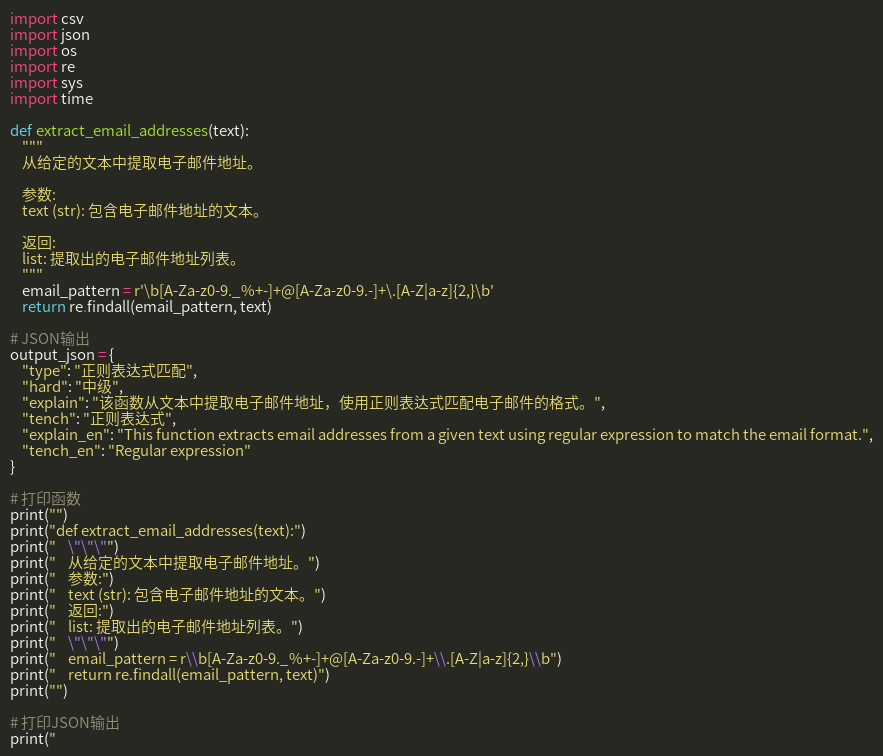 import csv
import json
import os
import re
import sys
import time

def extract_email_addresses(text):
    """
    从给定的文本中提取电子邮件地址。

    参数:
    text (str): 包含电子邮件地址的文本。

    返回:
    list: 提取出的电子邮件地址列表。
    """
    email_pattern = r'\b[A-Za-z0-9._%+-]+@[A-Za-z0-9.-]+\.[A-Z|a-z]{2,}\b'
    return re.findall(email_pattern, text)

# JSON输出
output_json = {
    "type": "正则表达式匹配",
    "hard": "中级",
    "explain": "该函数从文本中提取电子邮件地址，使用正则表达式匹配电子邮件的格式。",
    "tench": "正则表达式",
    "explain_en": "This function extracts email addresses from a given text using regular expression to match the email format.",
    "tench_en": "Regular expression"
}

# 打印函数
print("")
print("def extract_email_addresses(text):")
print("    \"\"\"")
print("    从给定的文本中提取电子邮件地址。")
print("    参数:")
print("    text (str): 包含电子邮件地址的文本。")
print("    返回:")
print("    list: 提取出的电子邮件地址列表。")
print("    \"\"\"")
print("    email_pattern = r\\b[A-Za-z0-9._%+-]+@[A-Za-z0-9.-]+\\.[A-Z|a-z]{2,}\\b")
print("    return re.findall(email_pattern, text)")
print("")

# 打印JSON输出
print("